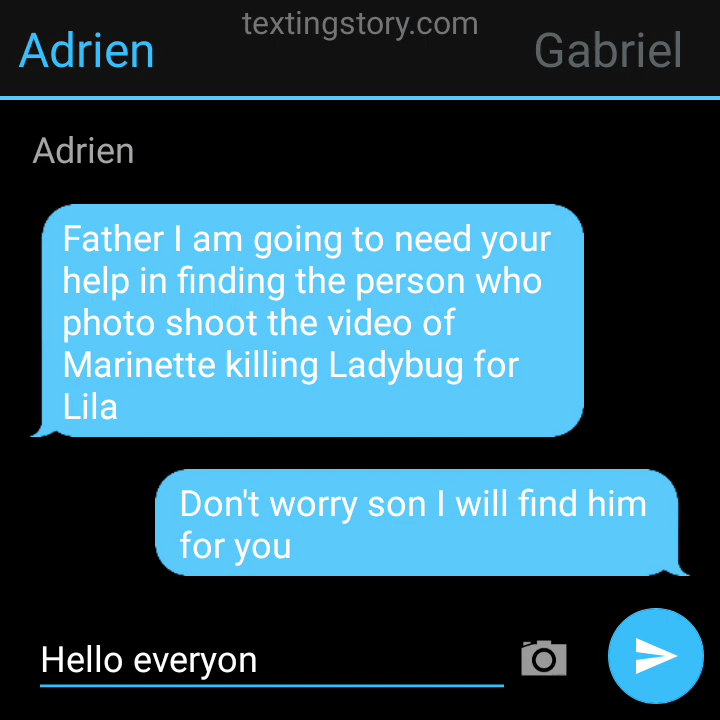 textingstory.com
Adrien
Gabriel
Adrien
Father I am going to need your
help in finding the person who
photo shoot the video of
Marinette killing Ladybug for
Lila
Don't worry son I will find him
for you
Hello everyon